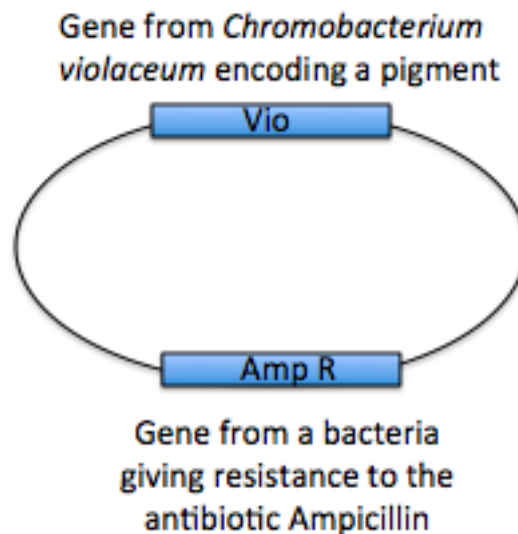 Gene from Chromobacterium
violaceum encoding a pigment
Vio
Amp R
Gene from a bacteria
giving resistance to the
antibiotic Ampicillin